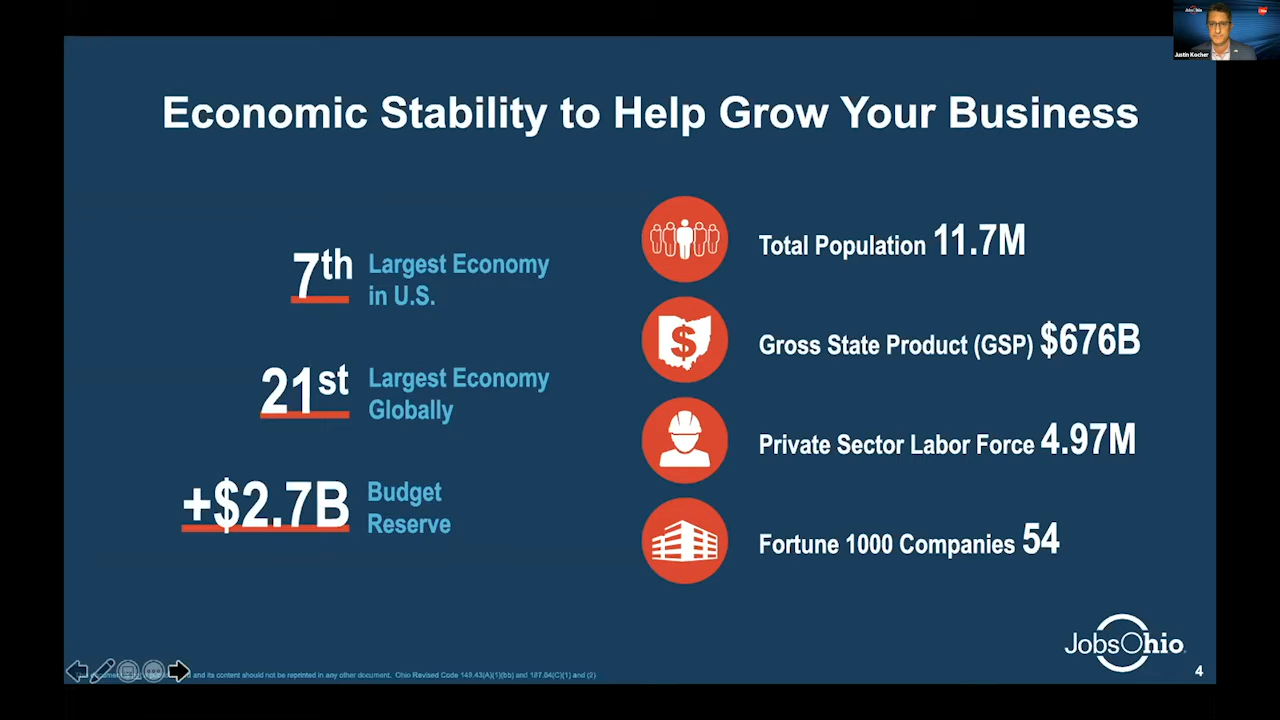 JobsOhio
Justin Kocher
Economic Stability to Help Grow Your Business
7th Largest Economy
in U.S.
21st Largest Economy
Globally
+$2.7B Budget
Reserve
Total Population 11.7M
Gross State Product (GSP) $676B
Private Sector Labor Force 4.97M
Fortune 1000 Companies 54
JobsOhio
and its content should not be reprinted in any other document. Ohio Revised Code 149.43(A)(1)(bb) and 187.04(C)(1) and (2)
4